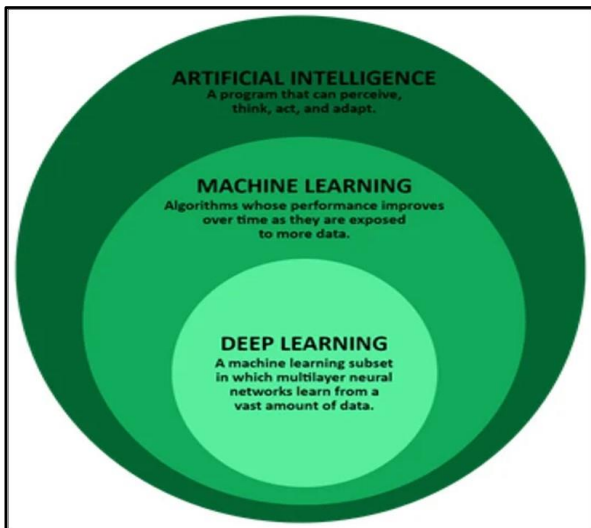 ARTIFICIAL INTELLIGENCE
A program that can perceive,
think, act, and adapt.
MACHINE LEARNING
Algorithms whose performance improves
over time as they are exposed
to more data.
DEEP LEARNING
A machine learning subset
in which multilayer neural
networks learn from a
vast amount of data.